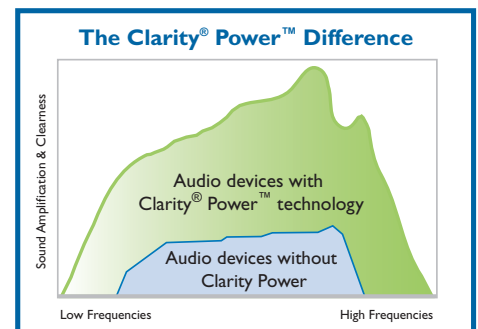 The Clarity® Power™ Difference
Sound Amplification & Clearness
Audio devices with
Clarity® Power™ technology
Audio devices without
Clarity Power
Low Frequencies
High Frequencies